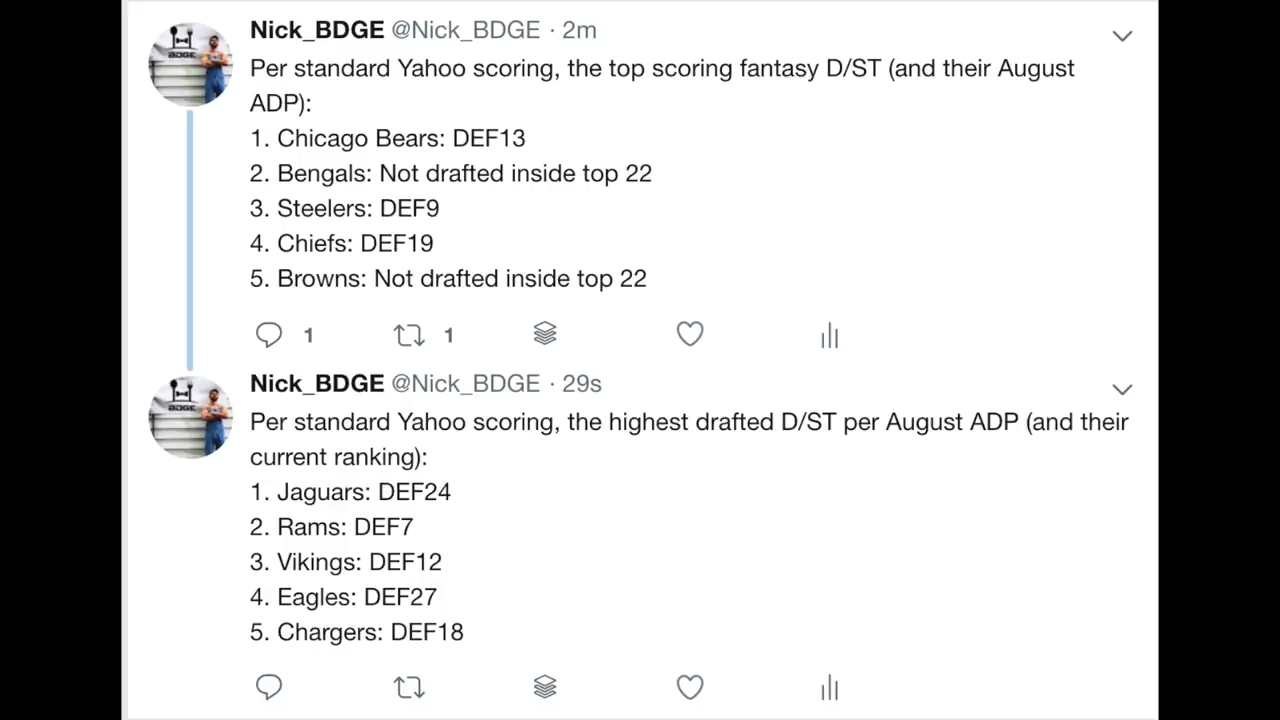 Nick_BDGE @Nick_BDGE · 2m
Per standard Yahoo scoring, the top scoring fantasy D/ST (and their August
ADP):
1. Chicago Bears: DEF13
2. Bengals: Not drafted inside top 22
3. Steelers: DEF9
4. Chiefs: DEF19
5. Browns: Not drafted inside top 22
1 1
Nick_BDGE @Nick_BDGE · 29s
Per standard Yahoo scoring, the highest drafted D/ST per August ADP (and their
current ranking):
1. Jaguars: DEF24
2. Rams: DEF7
3. Vikings: DEF12
4. Eagles: DEF27
5. Chargers: DEF18
BDGE
BDGE